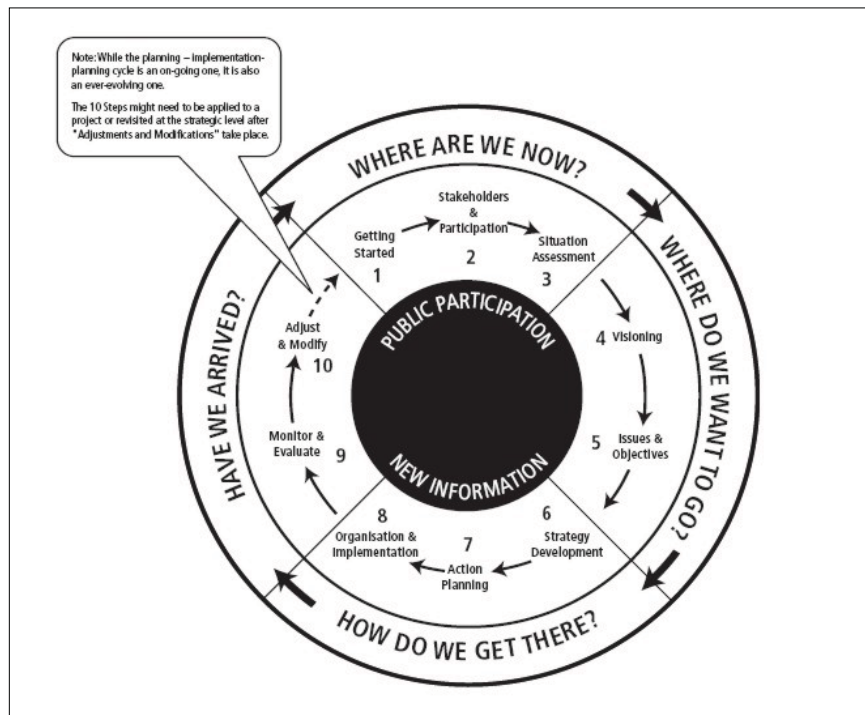 Note: While the planning – implementation-
planning cycle is an on-going one, it is also
an ever-evolving one.
The 10 Steps might need to be applied to a
project or revisited at the strategic level after
"Adjustments and Modifications" take place.
WHERE ARE WE NOW?
Getting
Started
1
Stakeholders
&
Participation
2
Situation
Assessment
3
WHERE DO WE WANT TO GO?
4 Visioning
5 Issues &
Objectives
HOW DO WE GET THERE?
6
Strategy
Development
7
Action
Planning
8
Organisation &
Implementation
HAVE WE ARRIVED?
Monitor &
Evaluate 9
Adjust
& Modify
10
PUBLIC PARTICIPATION
NEW INFORMATION